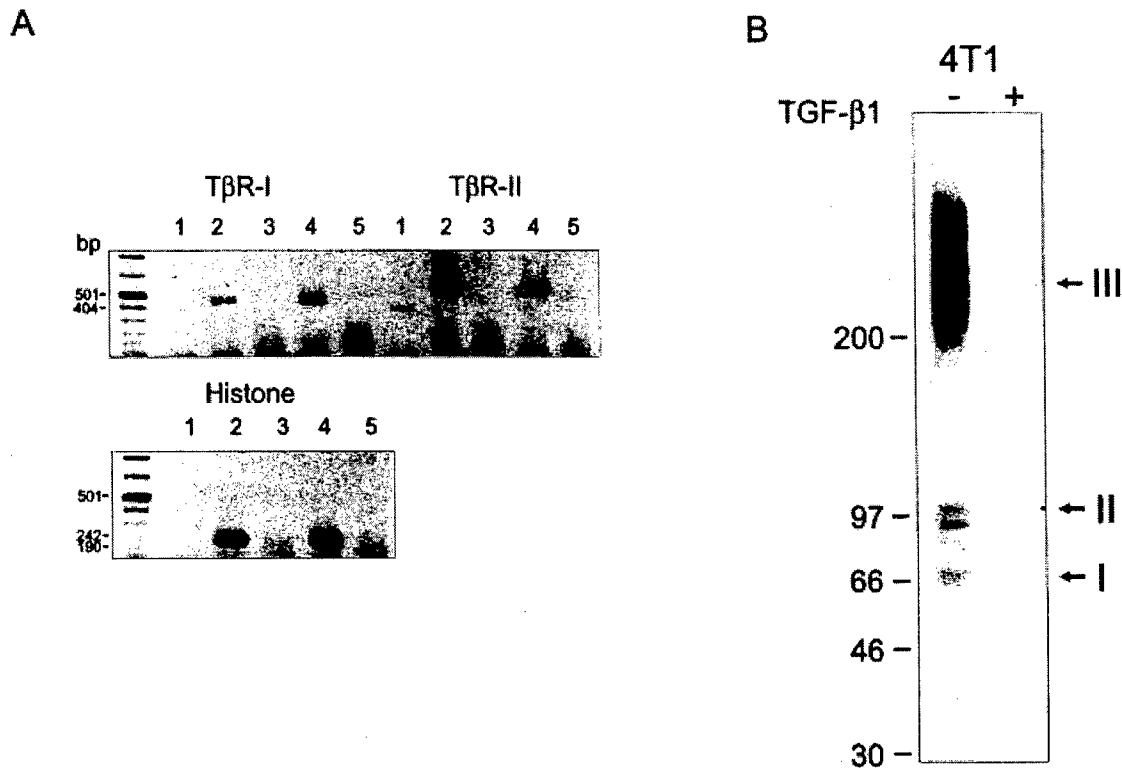 A
TβR-I TβR-II
1 2 3 4 5 1 2 3 4 5
bp
501-
404-
Histone
1 2 3 4 5
501-
242-
190-
B
4T1
TGF-β1 - +
III
200
II
97
I
66
46
30